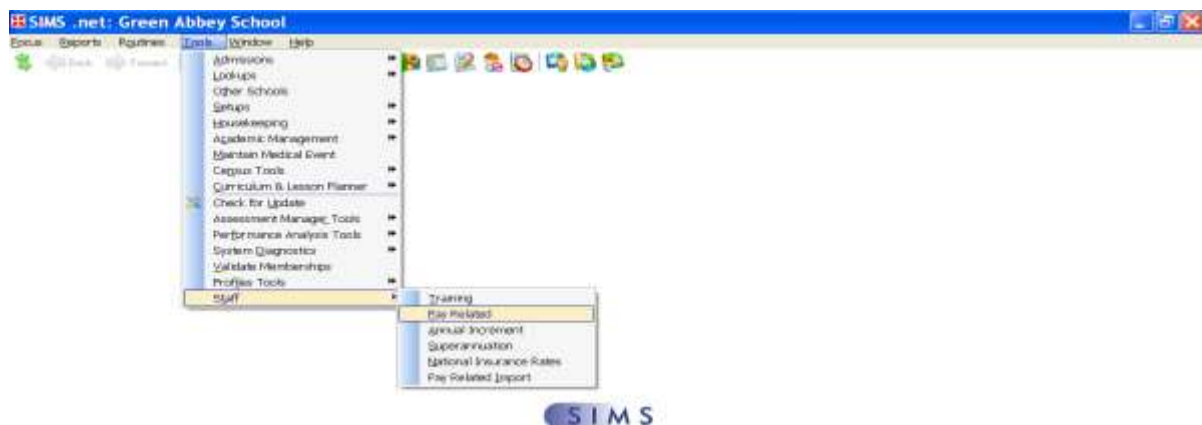 SIMS .net: Green Abbey School
Focus Reports Routines Tools Window Help
Back Forward
Admissions
Lookups
Other Schools
Setups
Housekeeping
Academic Management
Maintain Medical Event
Census Tools
Curriculum & Lesson Planner
Check for Update
Assessment Manager Tools
Performance Analysis Tools
System Diagnostics
Validate Memberships
Profiles Tools
Staff
Training
Pay Related
Annual Increment
Superannuation
National Insurance Rates
Pay Related Import
SIMS